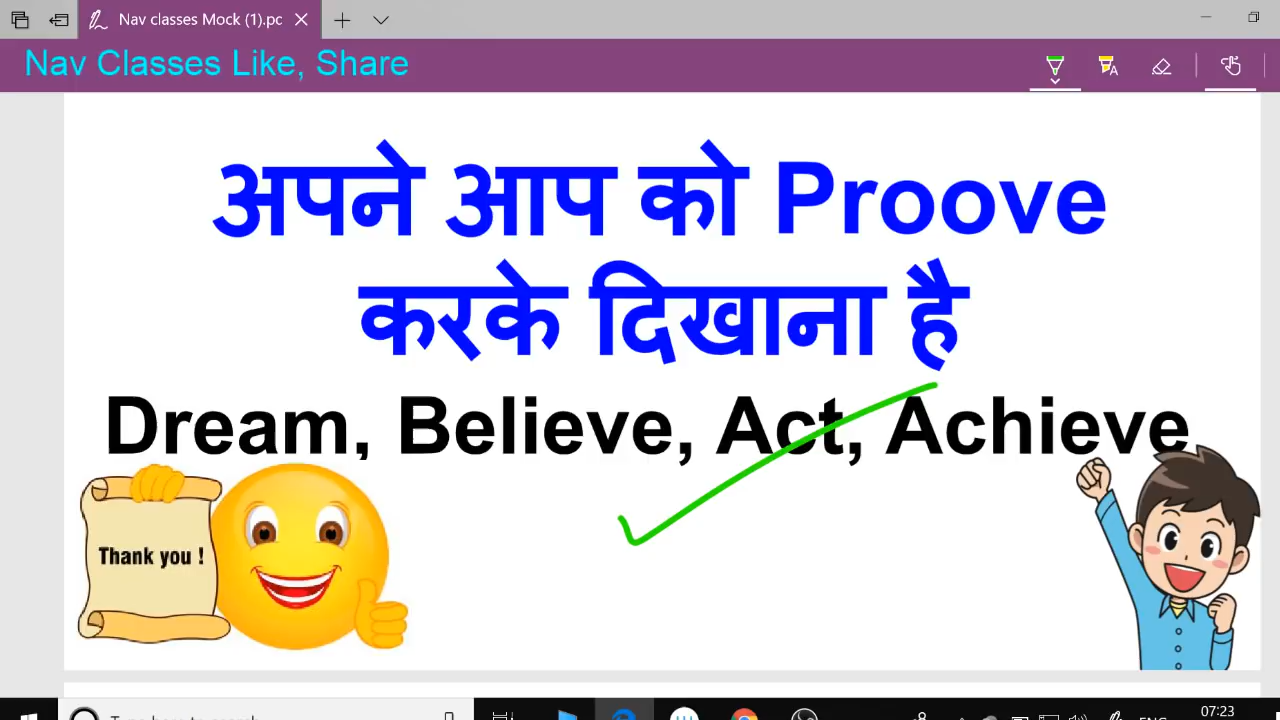 Nav classes Mock (1).pc
Nav Classes Like, Share
अपने आप को Proove
करके दिखाना है
Dream, Believe, Act, Achieve
Thank you !
07:23